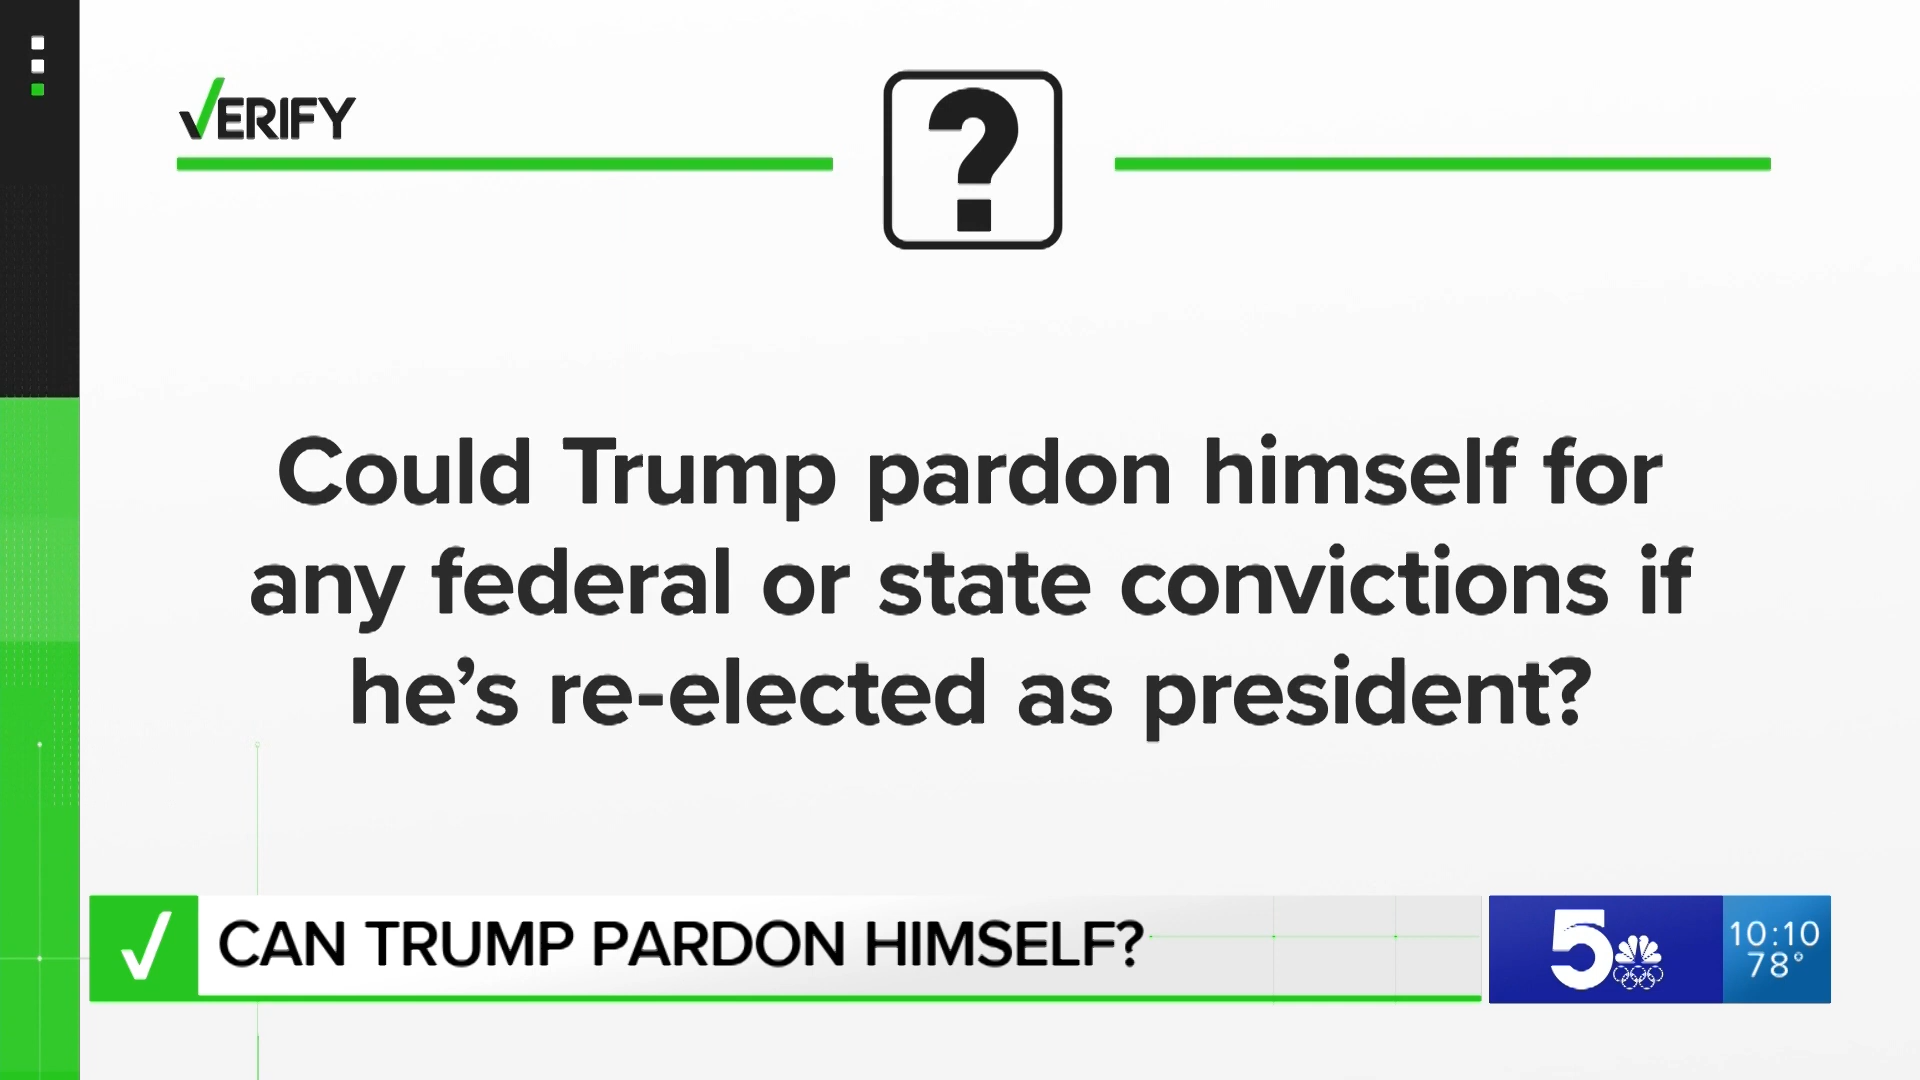 VERIFY
?
Could Trump pardon himself for
any federal or state convictions if
he’s re-elected as president?
CAN TRUMP PARDON HIMSELF?
5
10:10
78°